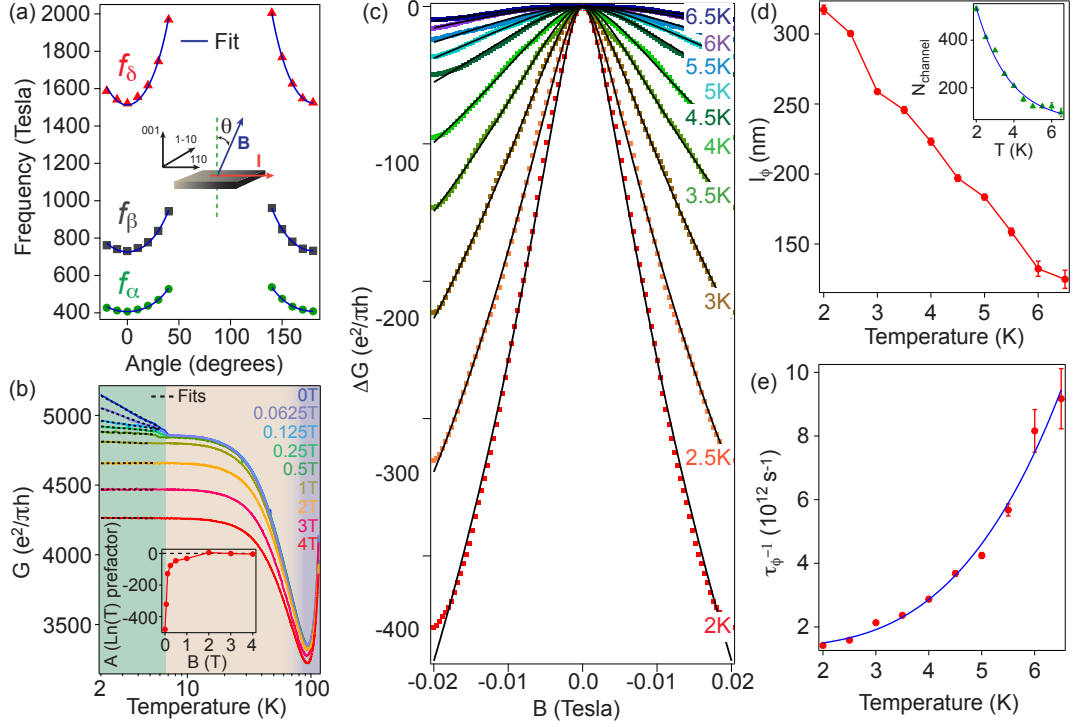 (a)
2000
1800
1600
1400
1200
1000
800
600
400
Frequency (Tesla)
Fit
fδ
fβ
fα
001
1-10
110
θ
B
I
0
50
100
150
Angle (degrees)
(b)
5000
4500
4000
3500
G (e²/πh)
Fits
0T
0.0625T
0.125T
0.25T
0.5T
1T
2T
3T
4T
A (Ln(T) prefactor)
0
-200
-400
0
1
2
3
4
B (T)
2
10
100
Temperature (K)
(c)
0
-100
-200
-300
-400
ΔG (e²/πh)
6.5K
6K
5.5K
5K
4.5K
4K
3.5K
3K
2.5K
2K
-0.02
-0.01
0.0
-0.01
0.02
B (Tesla)
(d)
300
250
200
150
lϕ (nm)
Nchannel
400
200
2
4
6
T (K)
2
3
4
5
6
Temperature (K)
(e)
10
8
6
4
2
τϕ⁻¹ (10¹² s⁻¹)
2
3
4
5
6
Temperature (K)